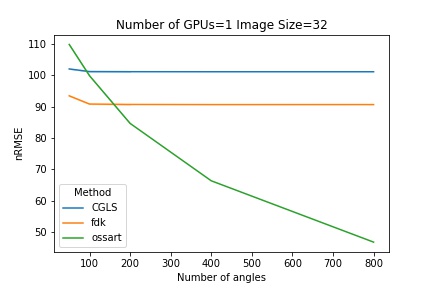 Number of GPUs=1 Image Size=32
nRMSE
110
100
90
80
70
60
50
Method
CGLS
fdk
ossart
100 200 300 400 500 600 700 800
Number of angles